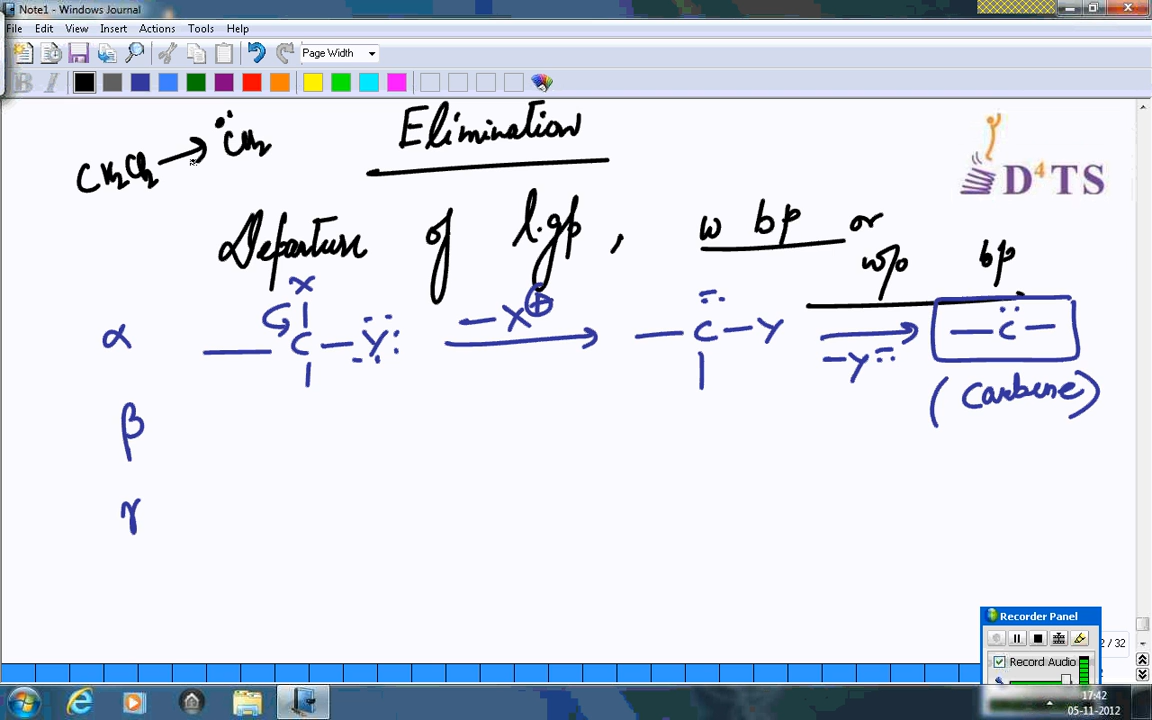 Note1 - Windows Journal
File Edit View Insert Actions Tools Help
Page Width
B I
CH2Cl2 → :CH2
Elimination
D4TS
Departure of l.gp, w bp or
w/o bp
X
α — C — Y: — X⊕ → — C — Y — Y → — C —
(Carbene)
β
γ
Recorder Panel
2 / 32
Record Audio
17:42
05-11-2012